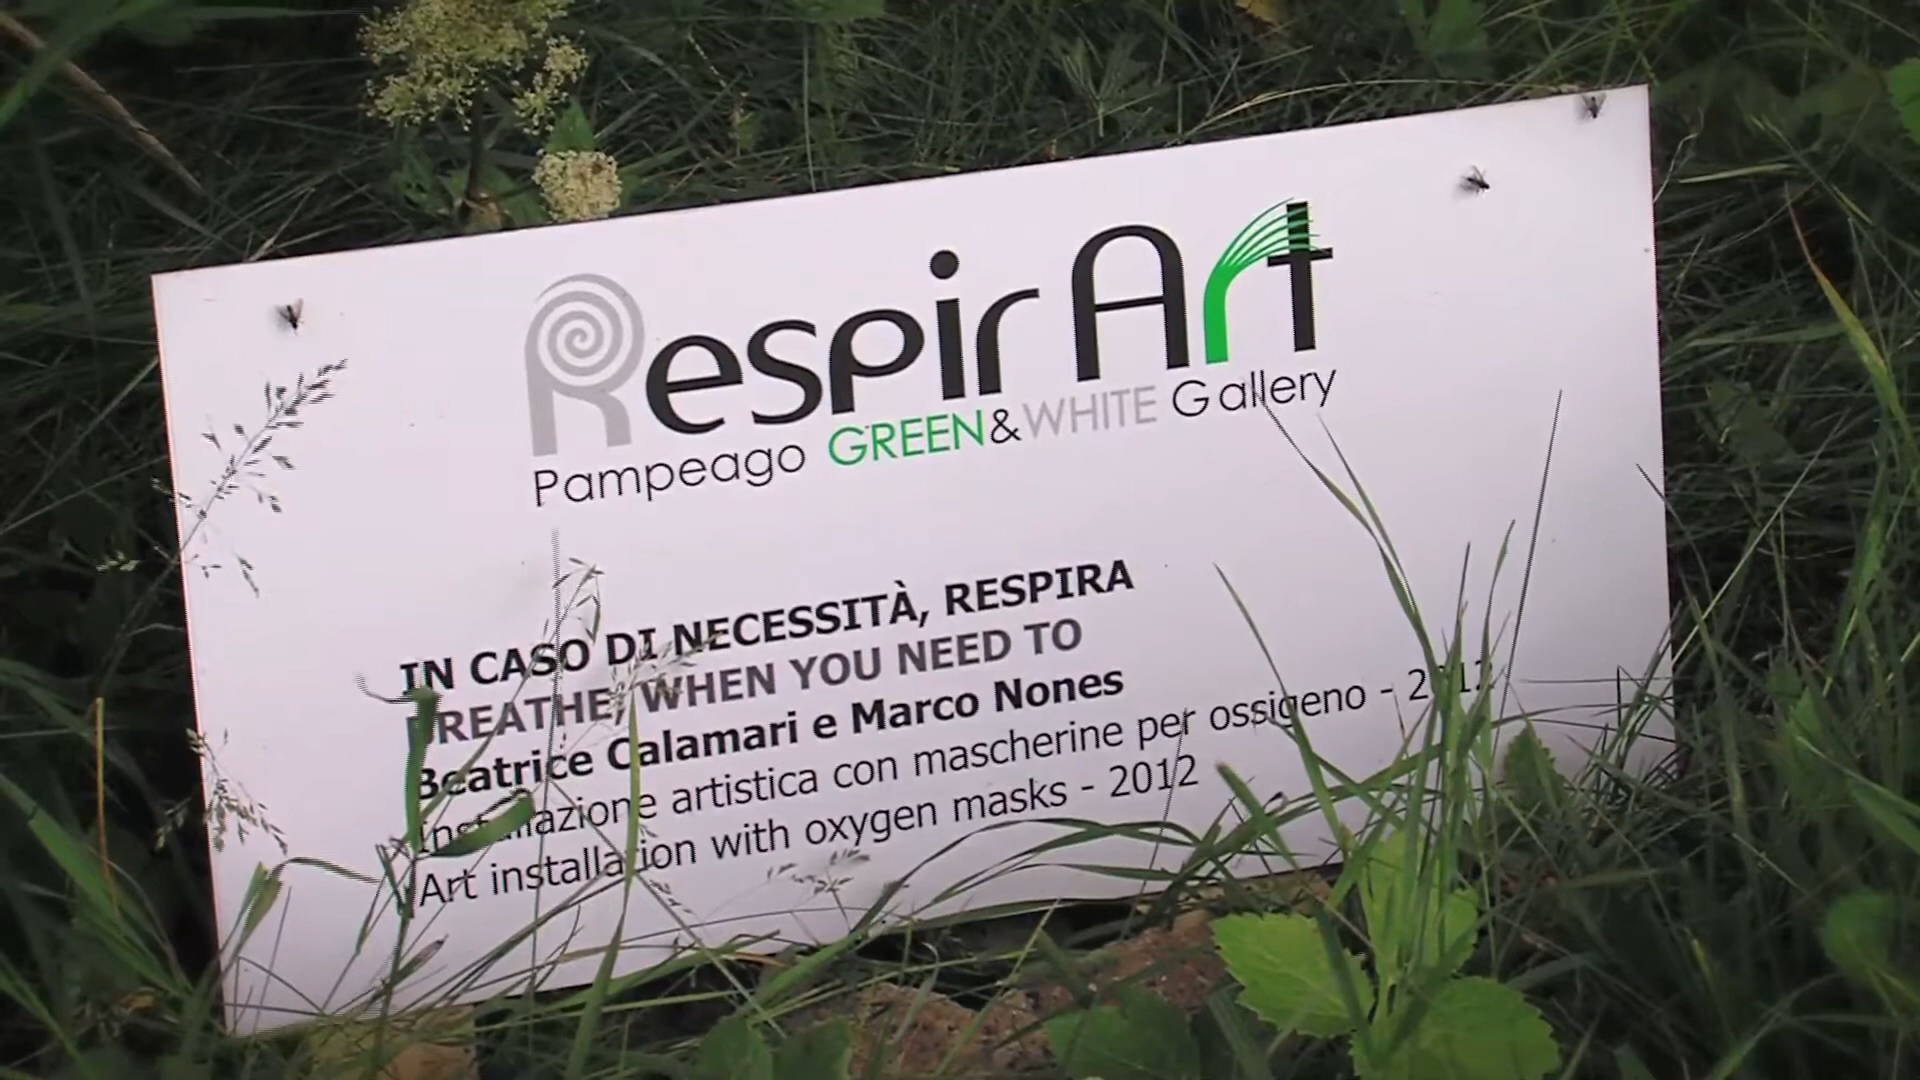 RespirArt
Pampeago GREEN&WHITE Gallery
IN CASO DI NECESSITÀ, RESPIRA
BREATHE, WHEN YOU NEED TO
Beatrice Calamari e Marco Nones
Installazione artistica con mascherine per ossigeno - 2012
Art installation with oxygen masks - 2012